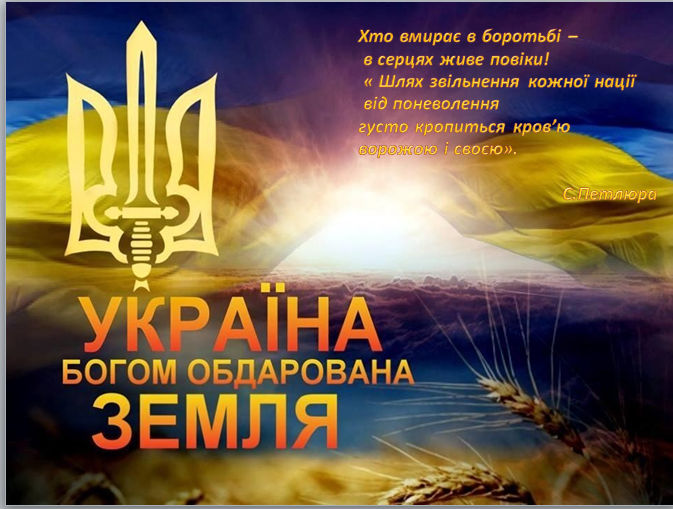 Хто вмирає в боротьбі –
в серцях живе повіки!
« Шлях звільнення кожної нації
від поневолення
густо кропиться кров’ю
ворожою і своєю».
С.Петлюра
УКРАЇНА
БОГОМ ОБДАРОВАНА
ЗЕМЛЯ